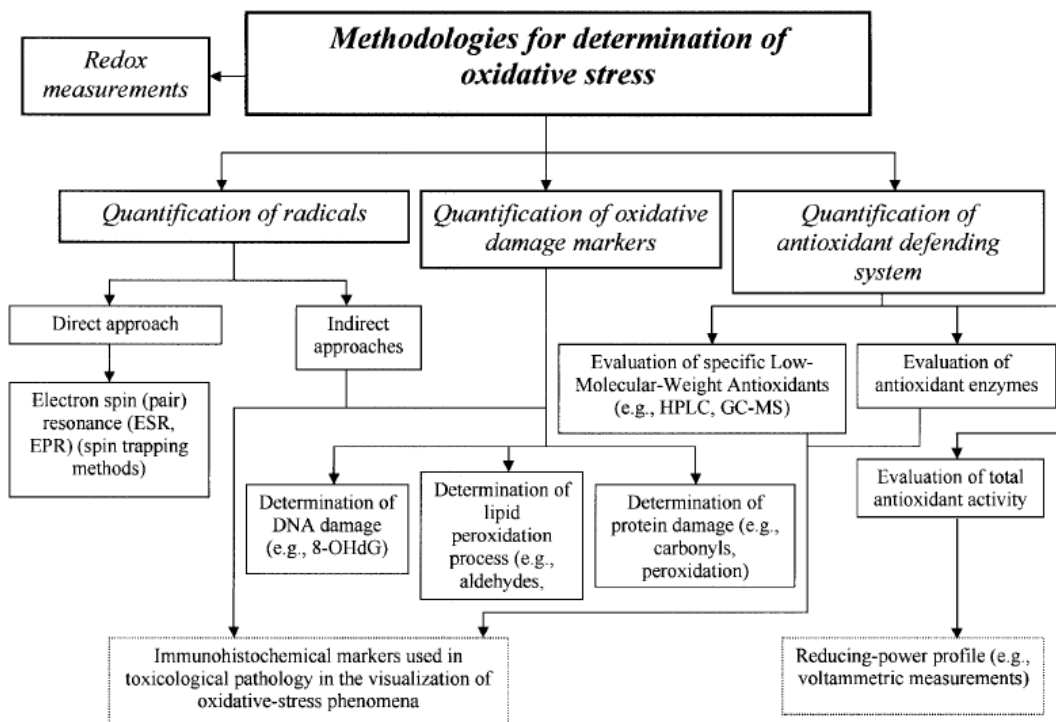 Methodologies for determination of
oxidative stress
Redox
measurements
Quantification of radicals
Quantification of oxidative
damage markers
Quantification of
antioxidant defending
system
Direct approach
Indirect
approaches
Evaluation of specific Low-
Molecular-Weight Antioxidants
(e.g., HPLC, GC-MS)
Evaluation of
antioxidant enzymes
Electron spin (pair)
resonance (ESR,
EPR) (spin trapping
methods)
Determination of
DNA damage
(e.g., 8-OHdG)
Determination of
lipid
peroxidation
process (e.g.,
aldehydes,
Determination of
protein damage (e.g.,
carbonyls,
peroxidation)
Evaluation of total
antioxidant activity
Immunohistochemical markers used in
toxicological pathology in the visualization of
oxidative-stress phenomena
Reducing-power profile (e.g.,
voltammetric measurements)